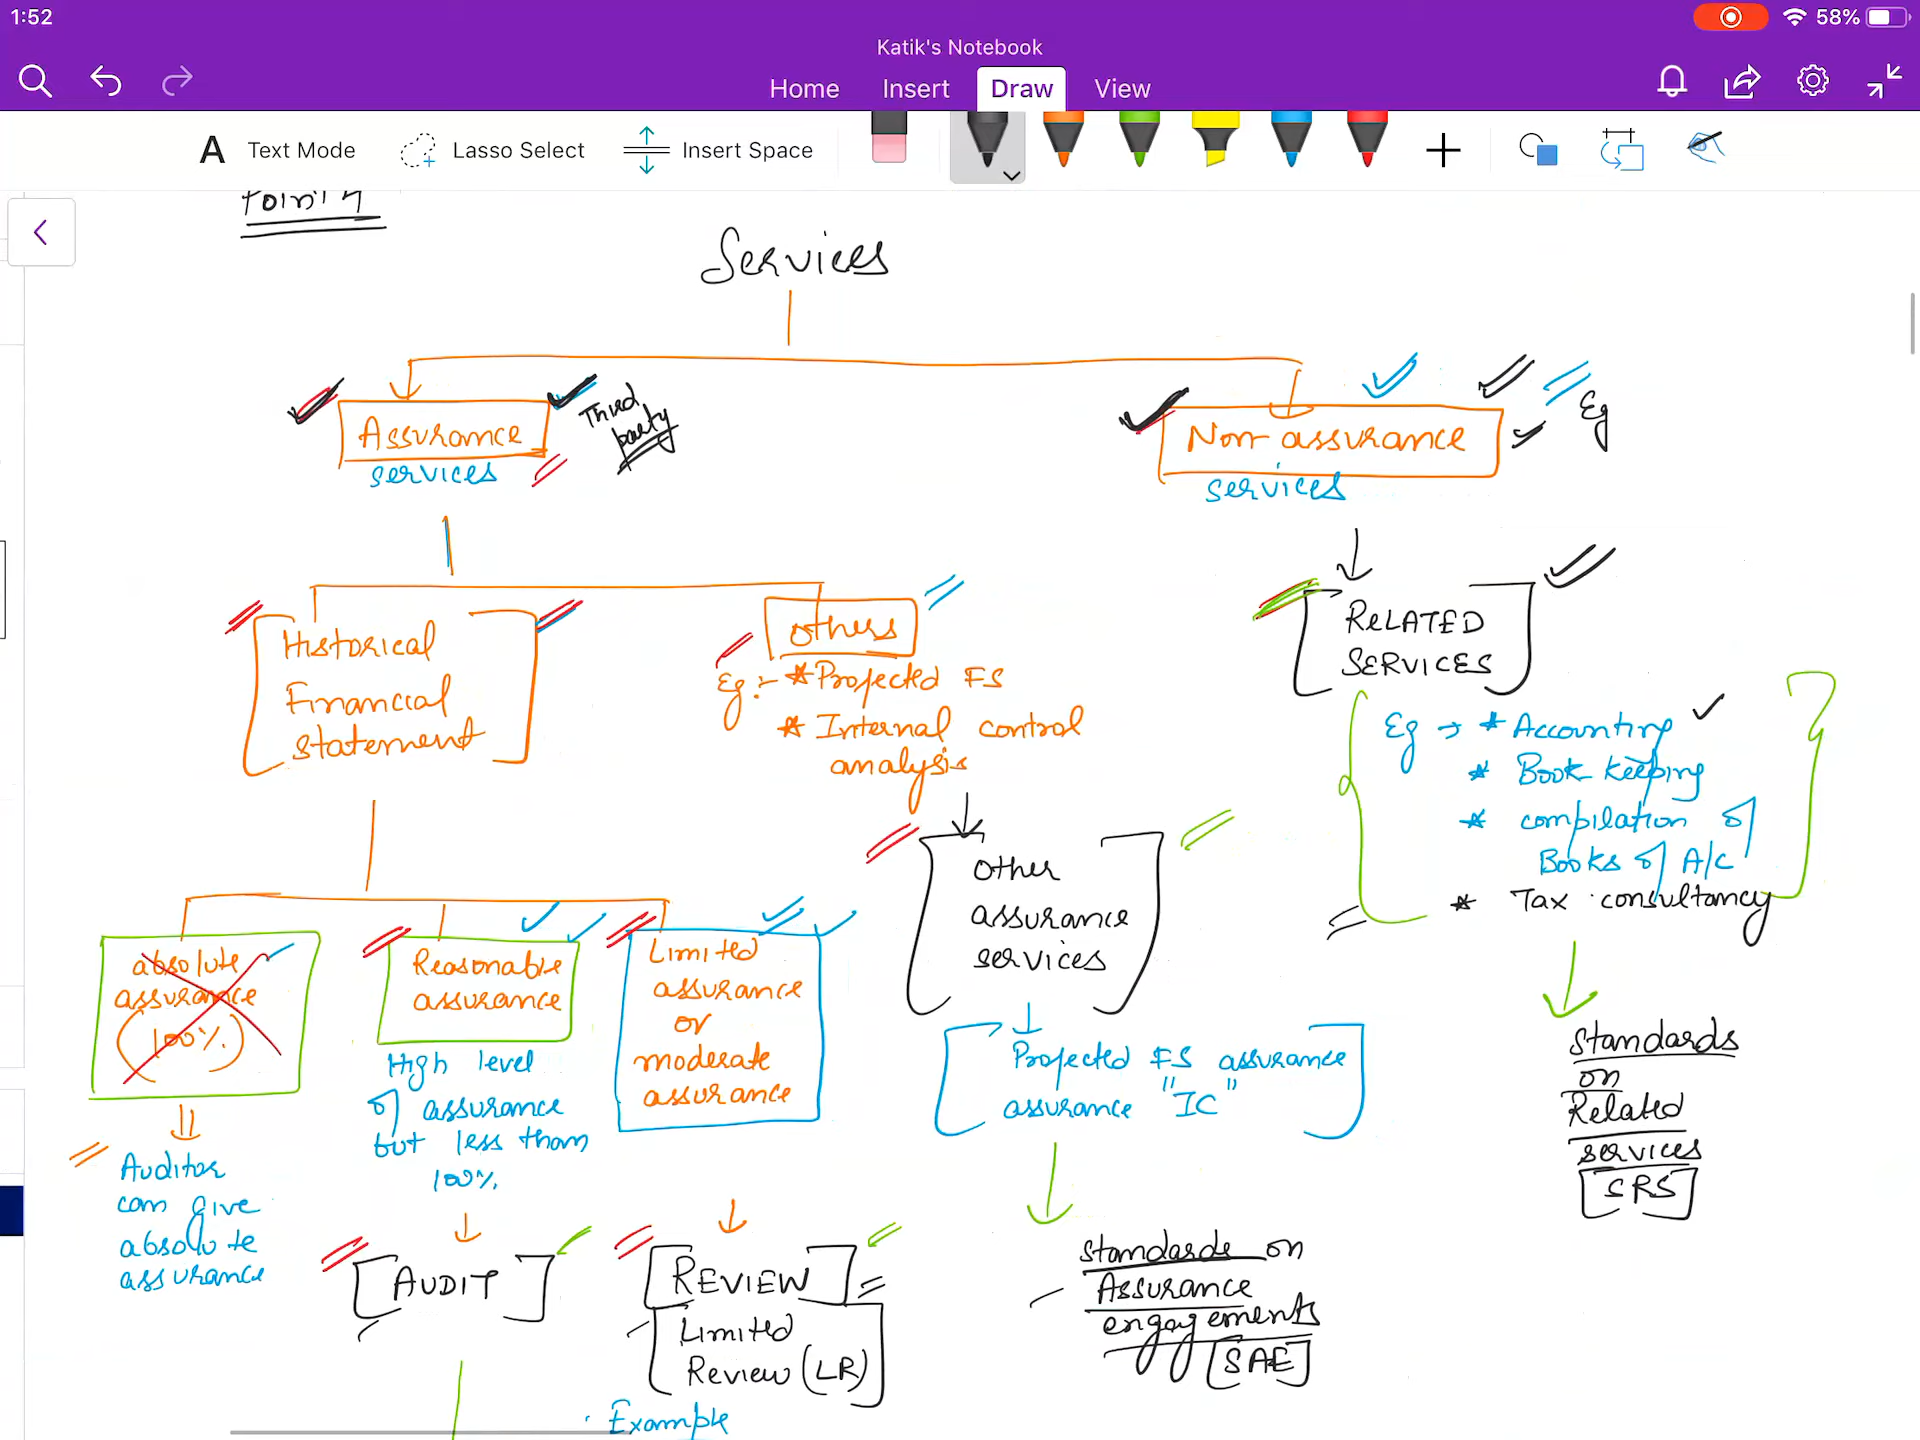 1:52
58%
Katik's Notebook
Home Insert Draw View
A Text Mode Lasso Select Insert Space
Services
Assurance
services
Third
party
Non-assurance
services
Eg
Historical
Financial
statement
others
Eg:- * Projected FS
* Internal control
analysis
RELATED
SERVICES
Eg → * Accounting
* Book keeping
* compilation of
Books of A/C
* Tax consultancy
Other
assurance
services
absolute
assurance
(100%)
Reasonable
assurance
Limited
assurance
or
moderate
assurance
High level
of assurance
but less than
100%
Projected FS assurance
assurance "IC"
Standards
on
Related
services
SRS
Auditor
can give
absolute
assurance
AUDIT
REVIEW
Limited
Review (LR)
Standards on
Assurance
engagements
SAE
Example